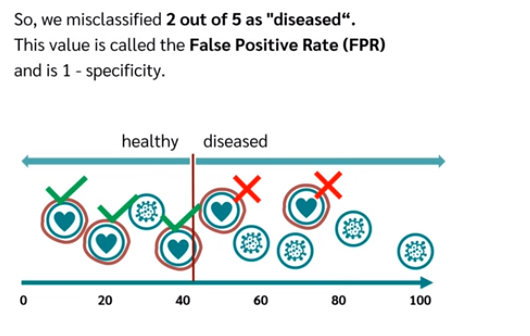 So, we misclassified 2 out of 5 as "diseased“.
This value is called the False Positive Rate (FPR)
and is 1 - specificity.
healthy diseased
0 20 40 60 80 100